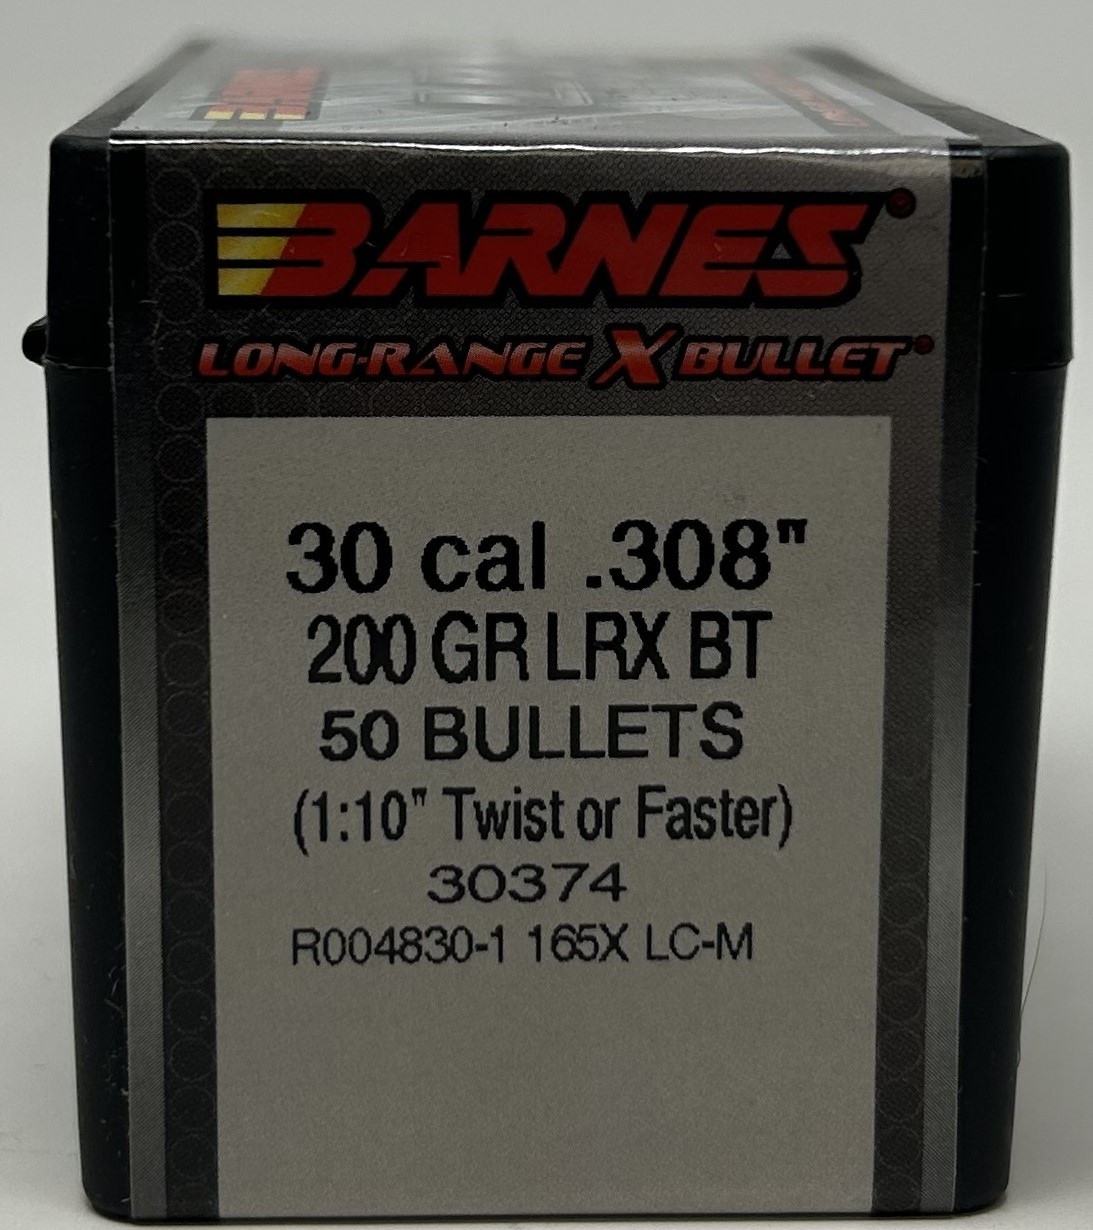 BARNES®
LONG-RANGE X BULLET®
30 cal .308"
200 GR LRX BT
50 BULLETS
(1:10" Twist or Faster)
30374
R004830-1 165X LC-M